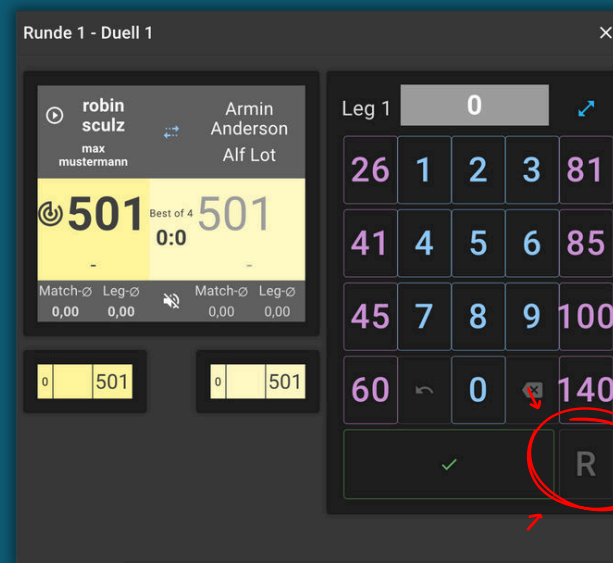 Runde 1 - Duell 1
robin sculz
max mustermann
Armin Anderson
Alf Lot
501
Best of 4
0:0
501
-
-
Match-Ø Leg-Ø
0,00 0,00
Match-Ø Leg-Ø
0,00 0,00
0 501
0 501
Leg 1 0
26 1 2 3 81
41 4 5 6 85
45 7 8 9 100
60 0 140
R